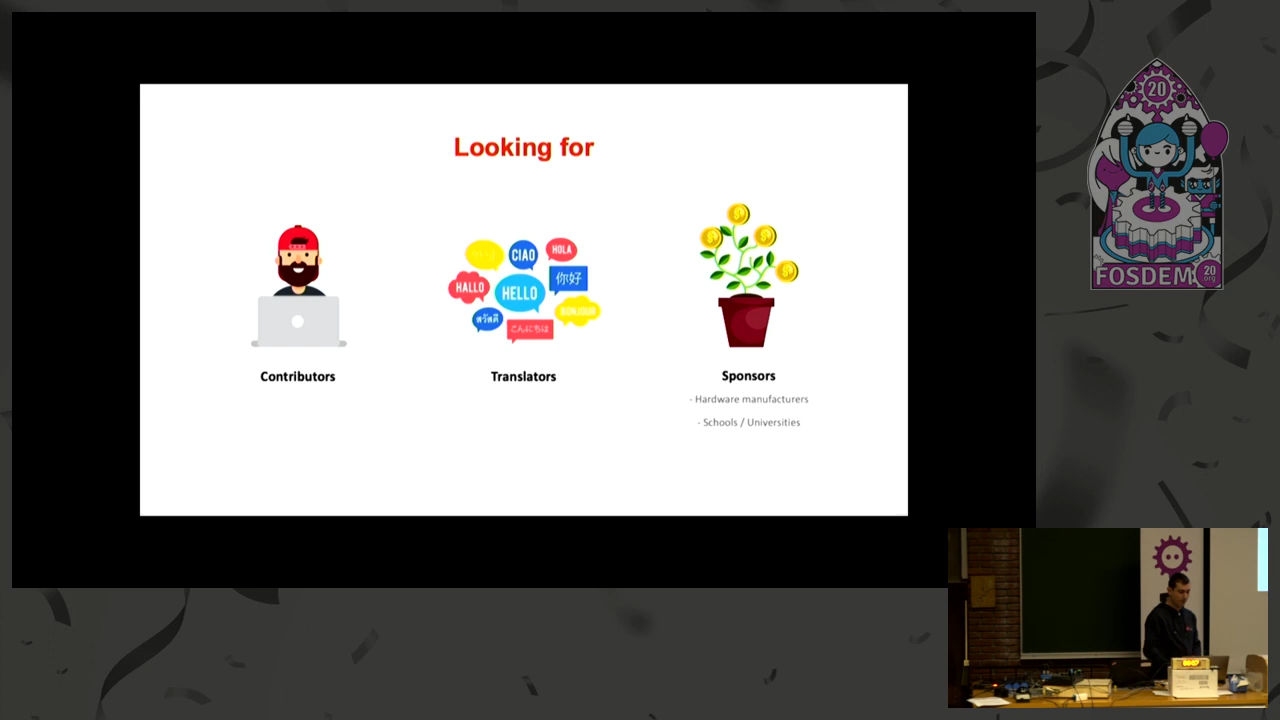 Looking for
CIAO
HOLA
HALLO
HELLO
你好
สวัสดี
こんにちは
BONJOUR
Contributors
Translators
Sponsors
- Hardware manufacturers
- Schools / Universities
20
FOSDEM
20
org